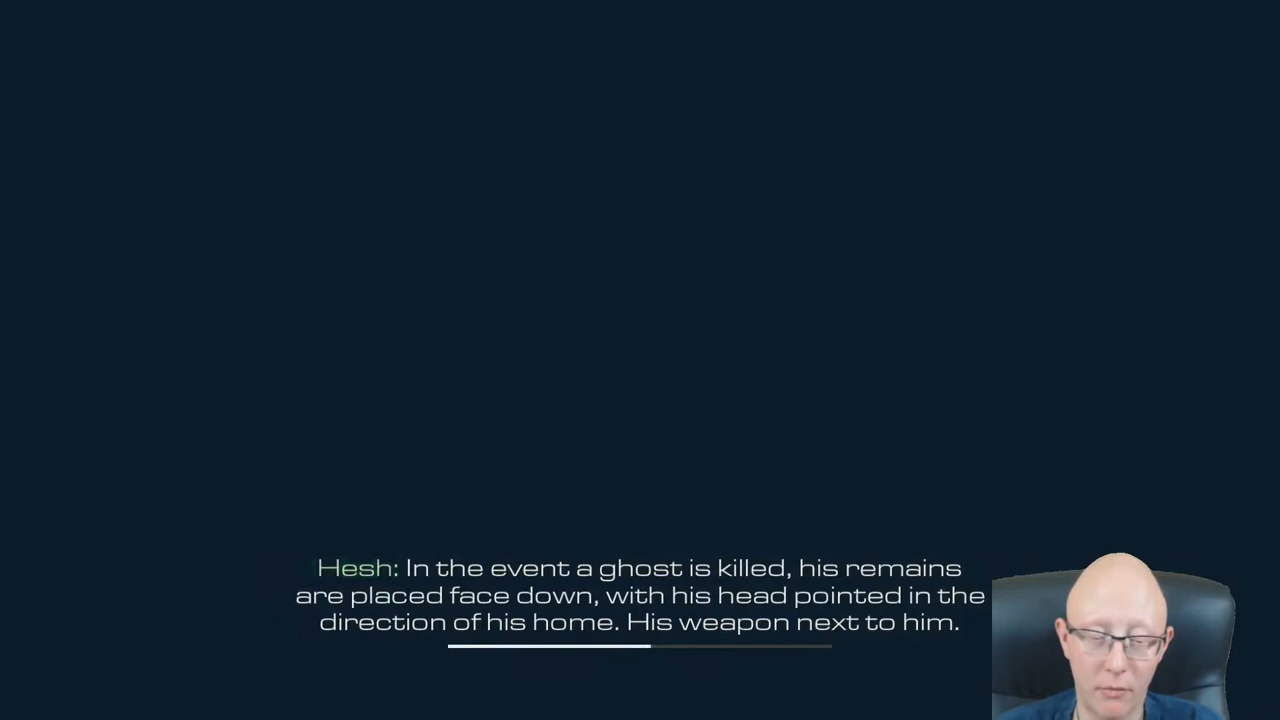 Hesh: In the event a ghost is killed, his remains
are placed face down, with his head pointed in the
direction of his home. His weapon next to him.